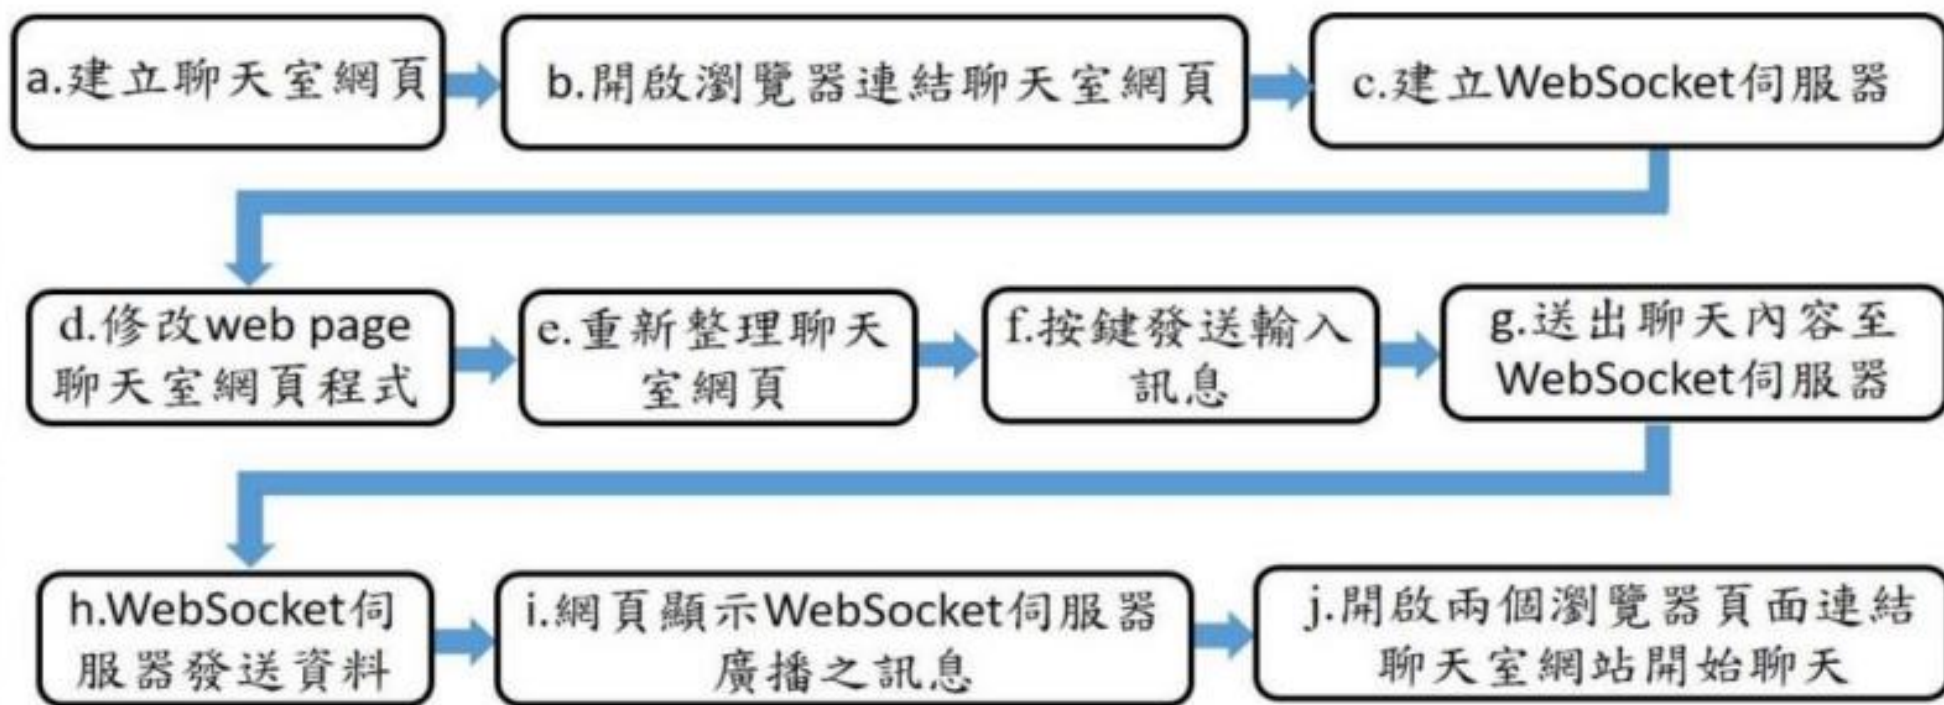 a.建立聊天室網頁
b.開啟瀏覽器連結聊天室網頁
c.建立WebSocket伺服器
d.修改web page
聊天室網頁程式
e.重新整理聊天
室網頁
f.按鍵發送輸入
訊息
g.送出聊天內容至
WebSocket伺服器
h.WebSocket伺
服器發送資料
i.網頁顯示WebSocket伺服器
廣播之訊息
j.開啟兩個瀏覽器頁面連結
聊天室網站開始聊天